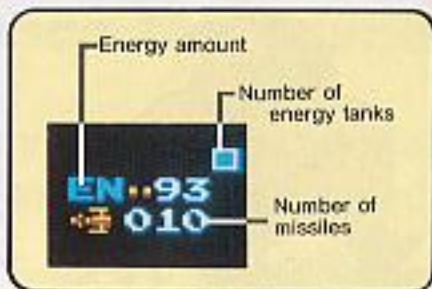 Energy amount
Number of
energy tanks
EN··93
010
Number of
missiles